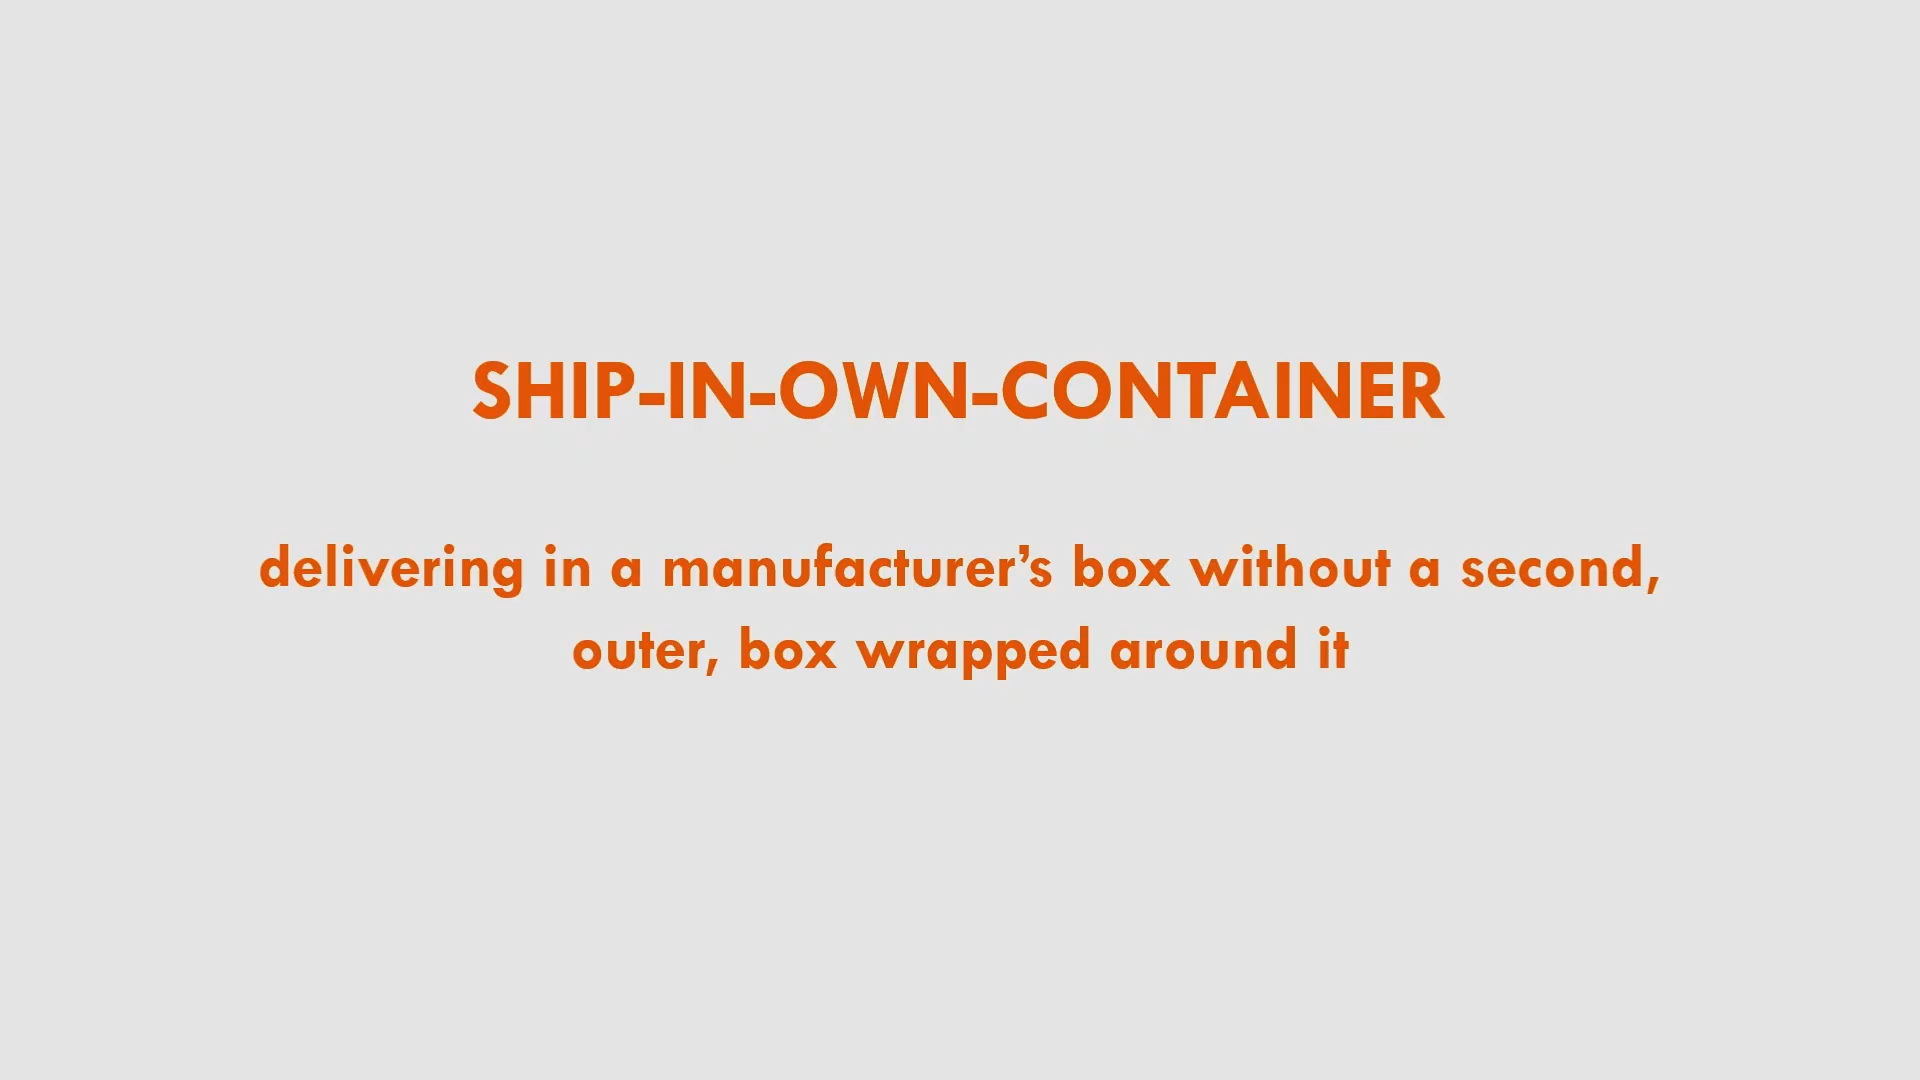 SHIP-IN-OWN-CONTAINER
delivering in a manufacturer’s box without a second,
outer, box wrapped around it